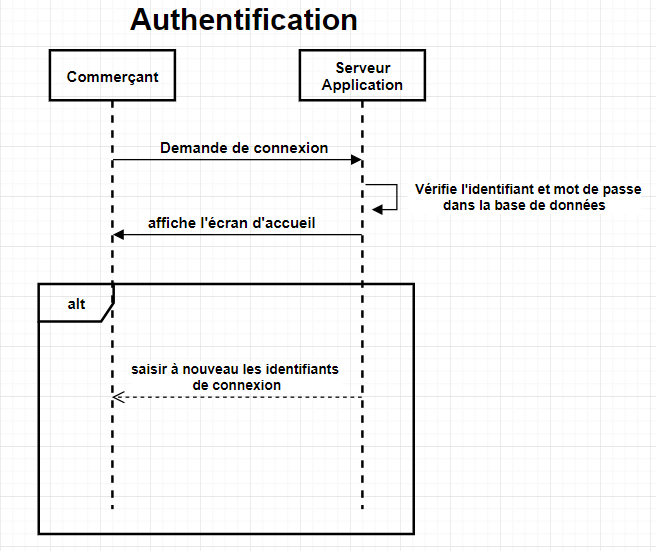 Authentification
Commerçant
Serveur
Application
Demande de connexion
Vérifie l'identifiant et mot de passe
dans la base de données
affiche l'écran d'accueil
alt
saisir à nouveau les identifiants
de connexion